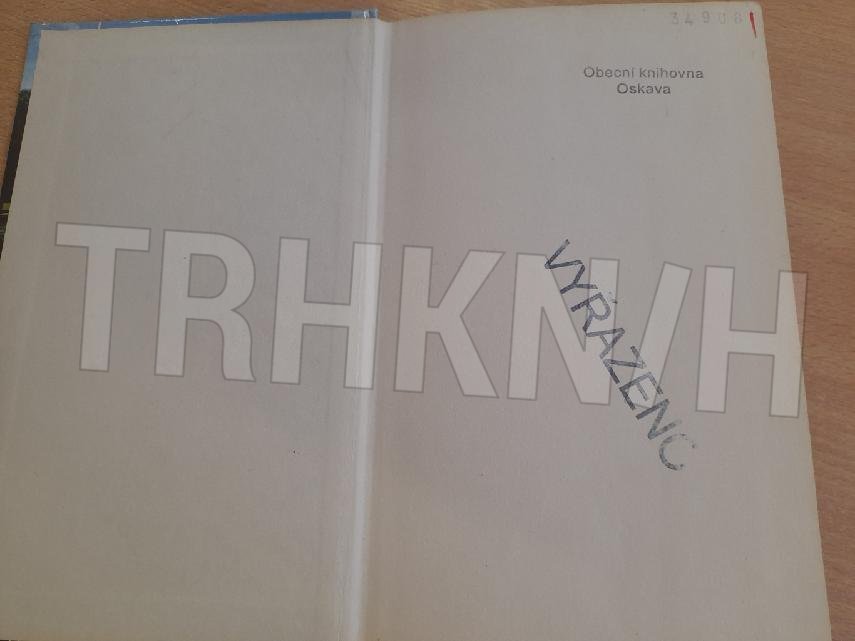 34908
Obecní knihovna
Oskava
VYŘAZENO
TRHKNIH